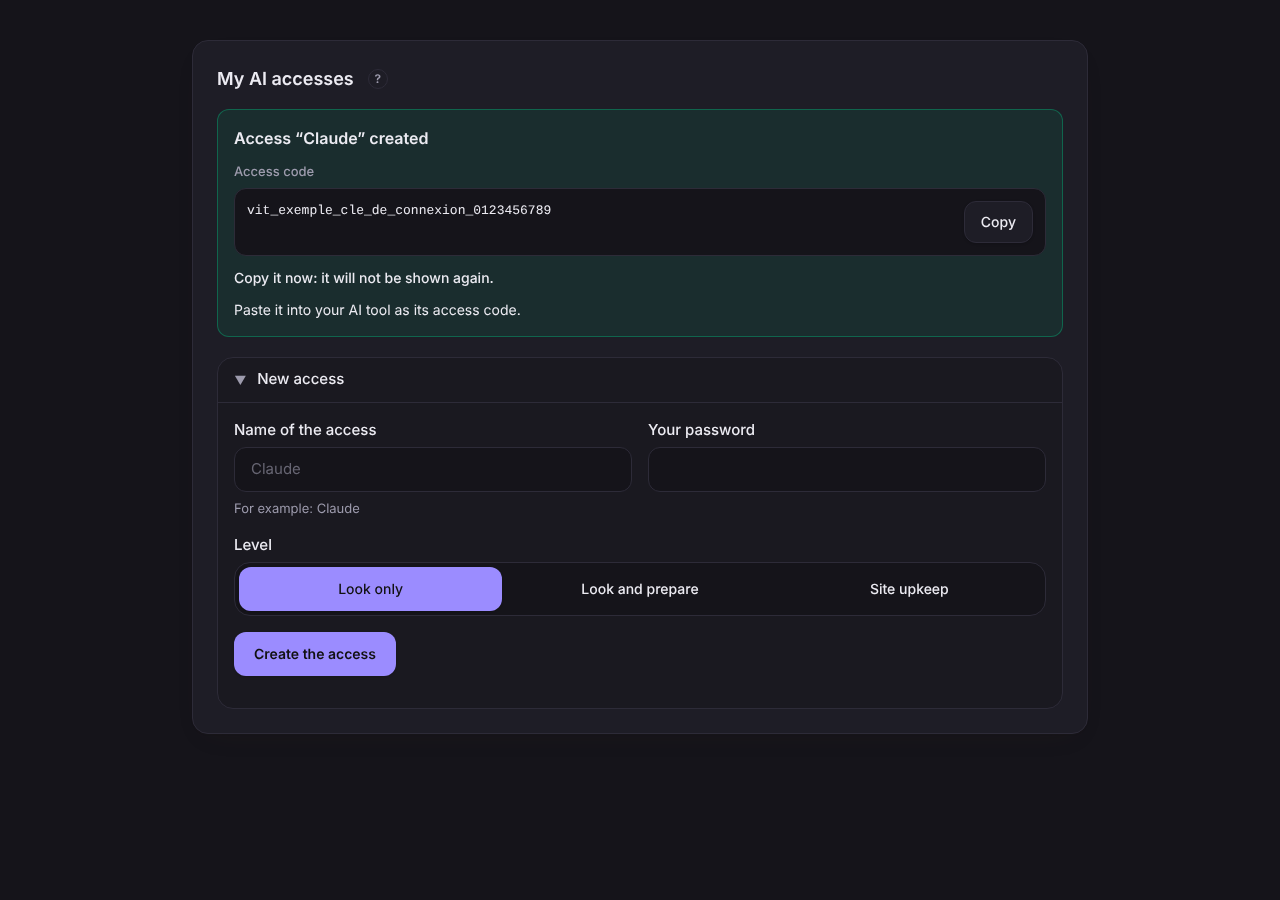 My AI accesses ?
Access “Claude” created
Access code
vit_exemple_cle_de_connexion_0123456789
Copy
Copy it now: it will not be shown again.
Paste it into your AI tool as its access code.
▼ New access
Name of the access
Your password
Claude
For example: Claude
Level
Look only
Look and prepare
Site upkeep
Create the access